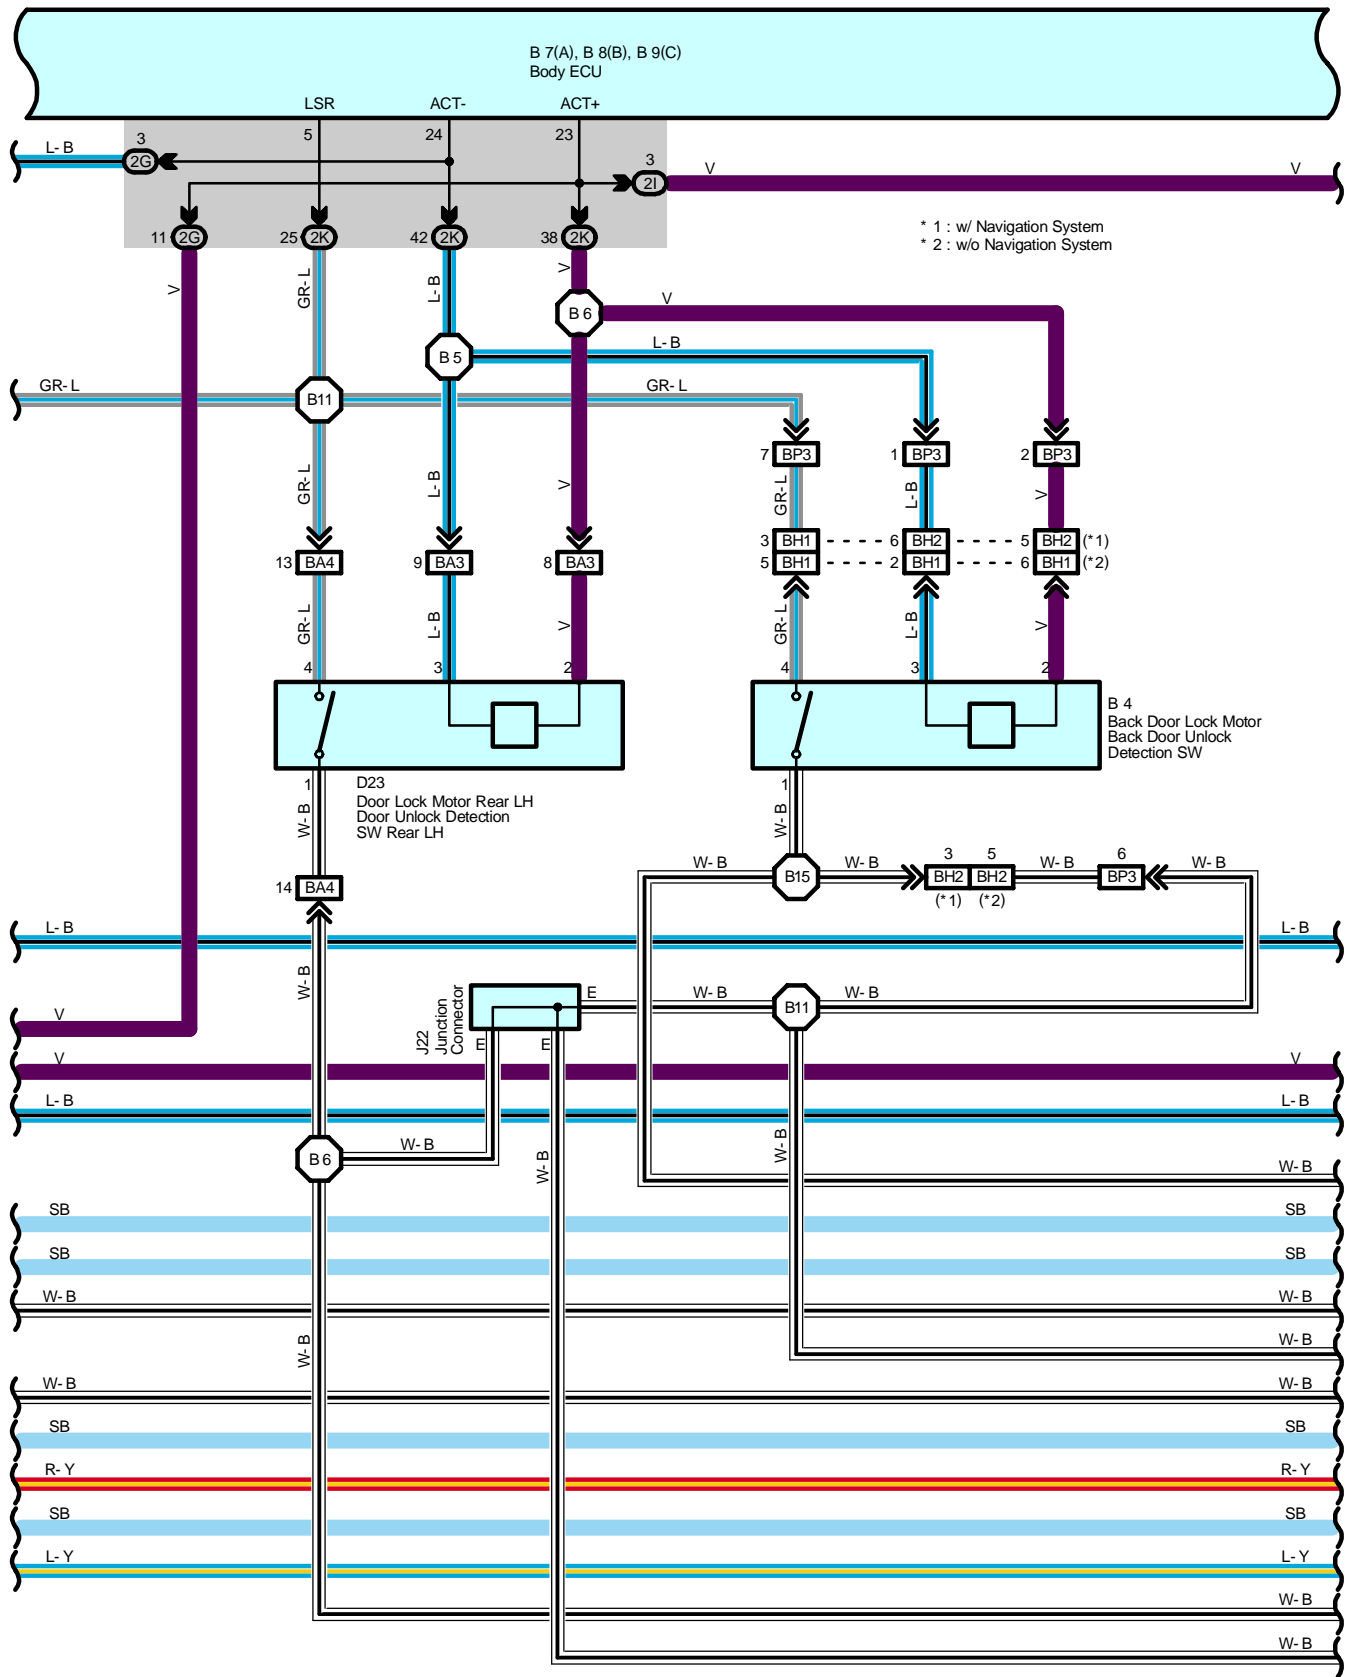 B 7(A), B 8(B), B 9(C)
Body ECU
LSR ACT- ACT+
5 24 23
3
L- B
2G
3
2I
V V
11 2G 25 2K 42 2K 38 2K
* 1 : w/ Navigation System
* 2 : w/o Navigation System
V GR- L L- B V
B 6 V
B 5 L- B
GR- L B11 GR- L
7 BP3 1 BP3 2 BP3
GR- L L- B V GR- L L- B V
3 BH1 6 BH2 5 BH2 (*1)
5 BH1 2 BH1 6 BH1 (*2)
13 BA4 9 BA3 8 BA3
GR- L L- B V GR- L L- B V
4 3 2 4 3 2
B 4
Back Door Lock Motor
Back Door Unlock
Detection SW
1 1
D23
Door Lock Motor Rear LH
Door Unlock Detection
SW Rear LH
W- B W- B
3 5 6
W- B B15 W- B BH2 BH2 W- B BP3 W- B
(*1) (*2)
14 BA4
L- B L- B
W- B
J22
Junction
Connector
E W- B B11 W- B
V
E E
V V
L- B L- B
W- B
B 6 W- B W- B
W- B
SB SB
SB SB
W- B W- B
W- B
W- B
W- B W- B
SB SB
R- Y R- Y
SB SB
L- Y L- Y
W- B
W- B